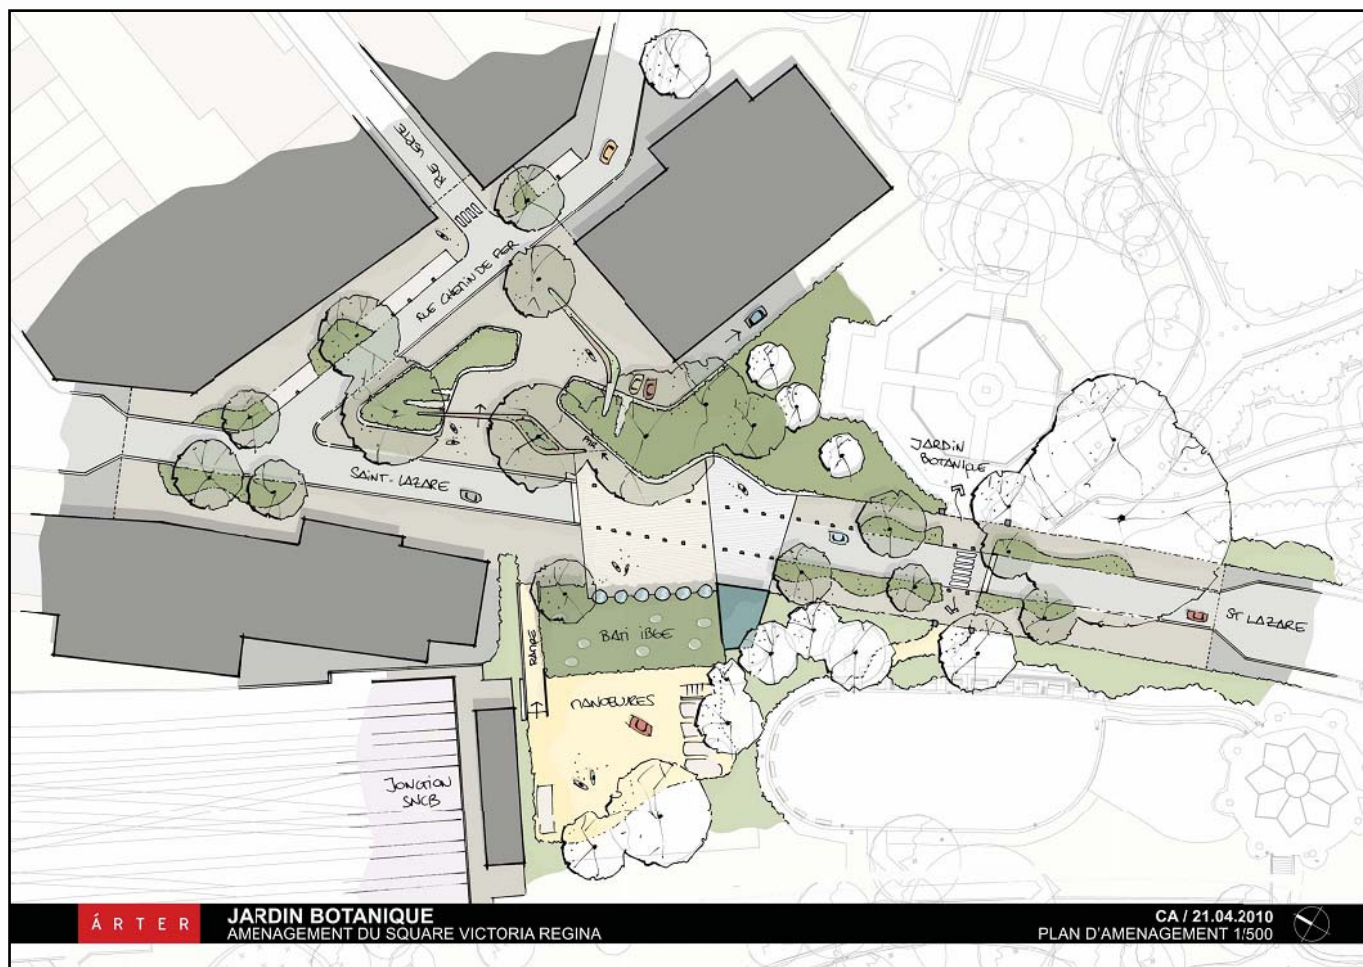 RUE VERTE
RUE CHEMIN DE FER
SAINT-LAZARE
PMR
JARDIN
BOTANIQUE
ST LAZARE
BATI IBGE
RAMPE
MANOEUVRES
JONCTION
SNCB
ÁRTER
JARDIN BOTANIQUE
AMENAGEMENT DU SQUARE VICTORIA REGINA
CA / 21.04.2010
PLAN D'AMENAGEMENT 1/500